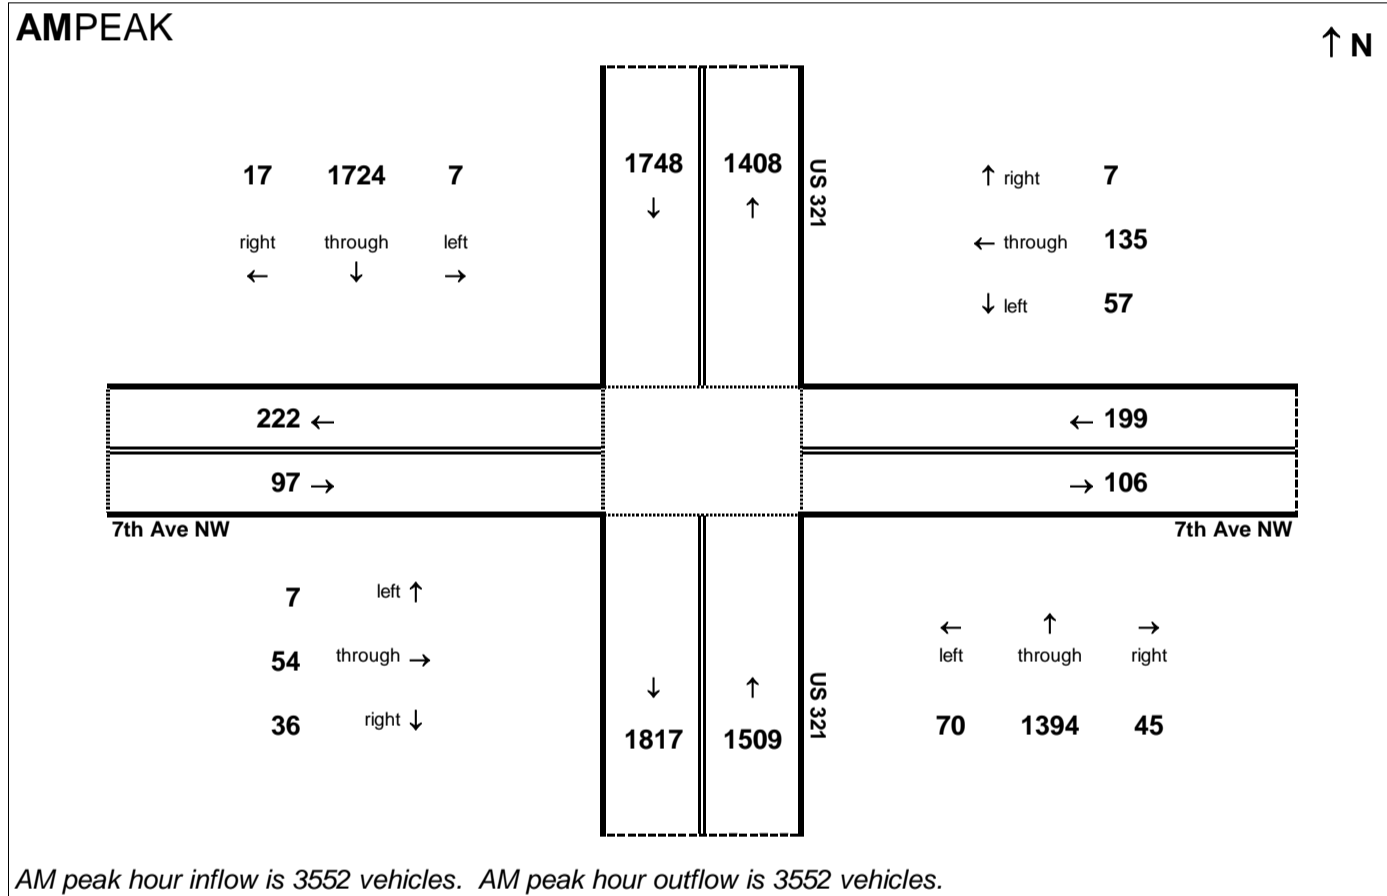 AMPEAK
↑ N
17 1724 7
right through left
← ↓ →
1748 1408
↓ ↑
US 321
↑ right 7
← through 135
↓ left 57
222 ←
97 →
← 199
→ 106
7th Ave NW
7th Ave NW
7 left ↑
54 through →
36 right ↓
↓ ↑
1817 1509
US 321
← ↑ →
left through right
70 1394 45
AM peak hour inflow is 3552 vehicles. AM peak hour outflow is 3552 vehicles.